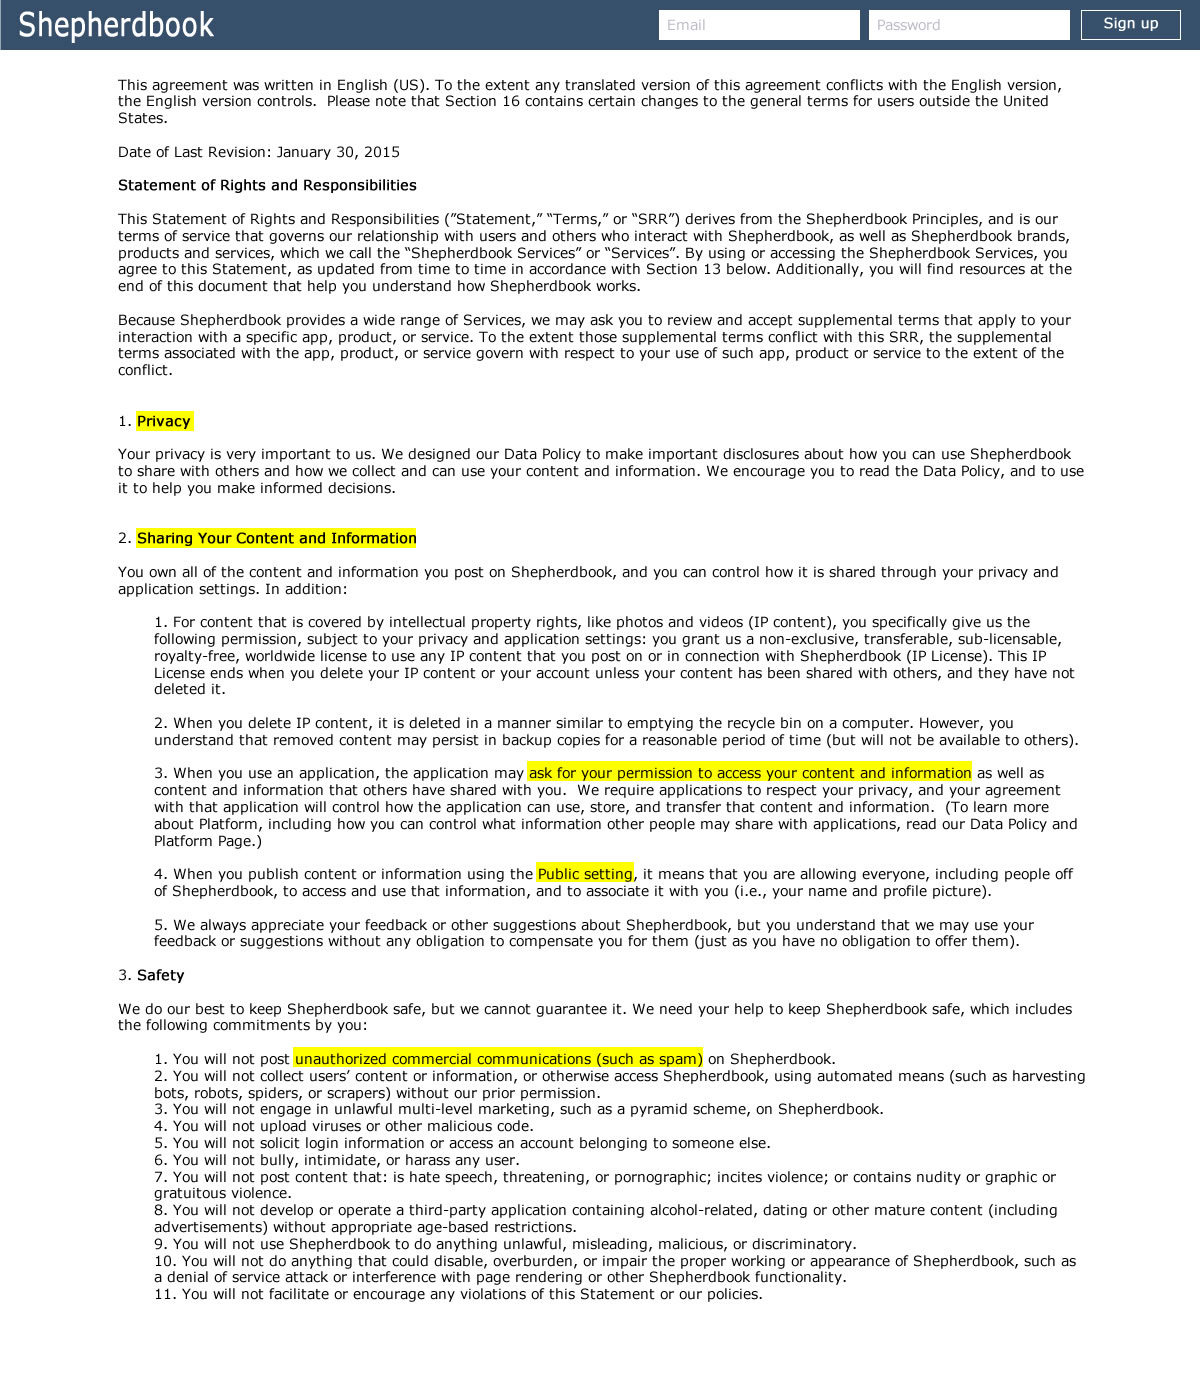 Shepherdbook
Email
Password
Sign up
This agreement was written in English (US). To the extent any translated version of this agreement conflicts with the English version,
the English version controls.  Please note that Section 16 contains certain changes to the general terms for users outside the United
States.
Date of Last Revision: January 30, 2015
Statement of Rights and Responsibilities
This Statement of Rights and Responsibilities (”Statement,” “Terms,” or “SRR”) derives from the Shepherdbook Principles, and is our
terms of service that governs our relationship with users and others who interact with Shepherdbook, as well as Shepherdbook brands,
products and services, which we call the “Shepherdbook Services” or “Services”. By using or accessing the Shepherdbook Services, you
agree to this Statement, as updated from time to time in accordance with Section 13 below. Additionally, you will find resources at the
end of this document that help you understand how Shepherdbook works.
Because Shepherdbook provides a wide range of Services, we may ask you to review and accept supplemental terms that apply to your
interaction with a specific app, product, or service. To the extent those supplemental terms conflict with this SRR, the supplemental
terms associated with the app, product, or service govern with respect to your use of such app, product or service to the extent of the
conflict.
1. Privacy
Your privacy is very important to us. We designed our Data Policy to make important disclosures about how you can use Shepherdbook
to share with others and how we collect and can use your content and information. We encourage you to read the Data Policy, and to use
it to help you make informed decisions.
2. Sharing Your Content and Information
You own all of the content and information you post on Shepherdbook, and you can control how it is shared through your privacy and
application settings. In addition:
1. For content that is covered by intellectual property rights, like photos and videos (IP content), you specifically give us the
following permission, subject to your privacy and application settings: you grant us a non-exclusive, transferable, sub-licensable,
royalty-free, worldwide license to use any IP content that you post on or in connection with Shepherdbook (IP License). This IP
License ends when you delete your IP content or your account unless your content has been shared with others, and they have not
deleted it.
2. When you delete IP content, it is deleted in a manner similar to emptying the recycle bin on a computer. However, you
understand that removed content may persist in backup copies for a reasonable period of time (but will not be available to others).
3. When you use an application, the application may ask for your permission to access your content and information as well as
content and information that others have shared with you.  We require applications to respect your privacy, and your agreement
with that application will control how the application can use, store, and transfer that content and information.  (To learn more
about Platform, including how you can control what information other people may share with applications, read our Data Policy and
Platform Page.)
4. When you publish content or information using the Public setting, it means that you are allowing everyone, including people off
of Shepherdbook, to access and use that information, and to associate it with you (i.e., your name and profile picture).
5. We always appreciate your feedback or other suggestions about Shepherdbook, but you understand that we may use your
feedback or suggestions without any obligation to compensate you for them (just as you have no obligation to offer them).
3. Safety
We do our best to keep Shepherdbook safe, but we cannot guarantee it. We need your help to keep Shepherdbook safe, which includes
the following commitments by you:
1. You will not post unauthorized commercial communications (such as spam) on Shepherdbook.
2. You will not collect users’ content or information, or otherwise access Shepherdbook, using automated means (such as harvesting
bots, robots, spiders, or scrapers) without our prior permission.
3. You will not engage in unlawful multi-level marketing, such as a pyramid scheme, on Shepherdbook.
4. You will not upload viruses or other malicious code.
5. You will not solicit login information or access an account belonging to someone else.
6. You will not bully, intimidate, or harass any user.
7. You will not post content that: is hate speech, threatening, or pornographic; incites violence; or contains nudity or graphic or
gratuitous violence.
8. You will not develop or operate a third-party application containing alcohol-related, dating or other mature content (including
advertisements) without appropriate age-based restrictions.
9. You will not use Shepherdbook to do anything unlawful, misleading, malicious, or discriminatory.
10. You will not do anything that could disable, overburden, or impair the proper working or appearance of Shepherdbook, such as
a denial of service attack or interference with page rendering or other Shepherdbook functionality.
11. You will not facilitate or encourage any violations of this Statement or our policies.